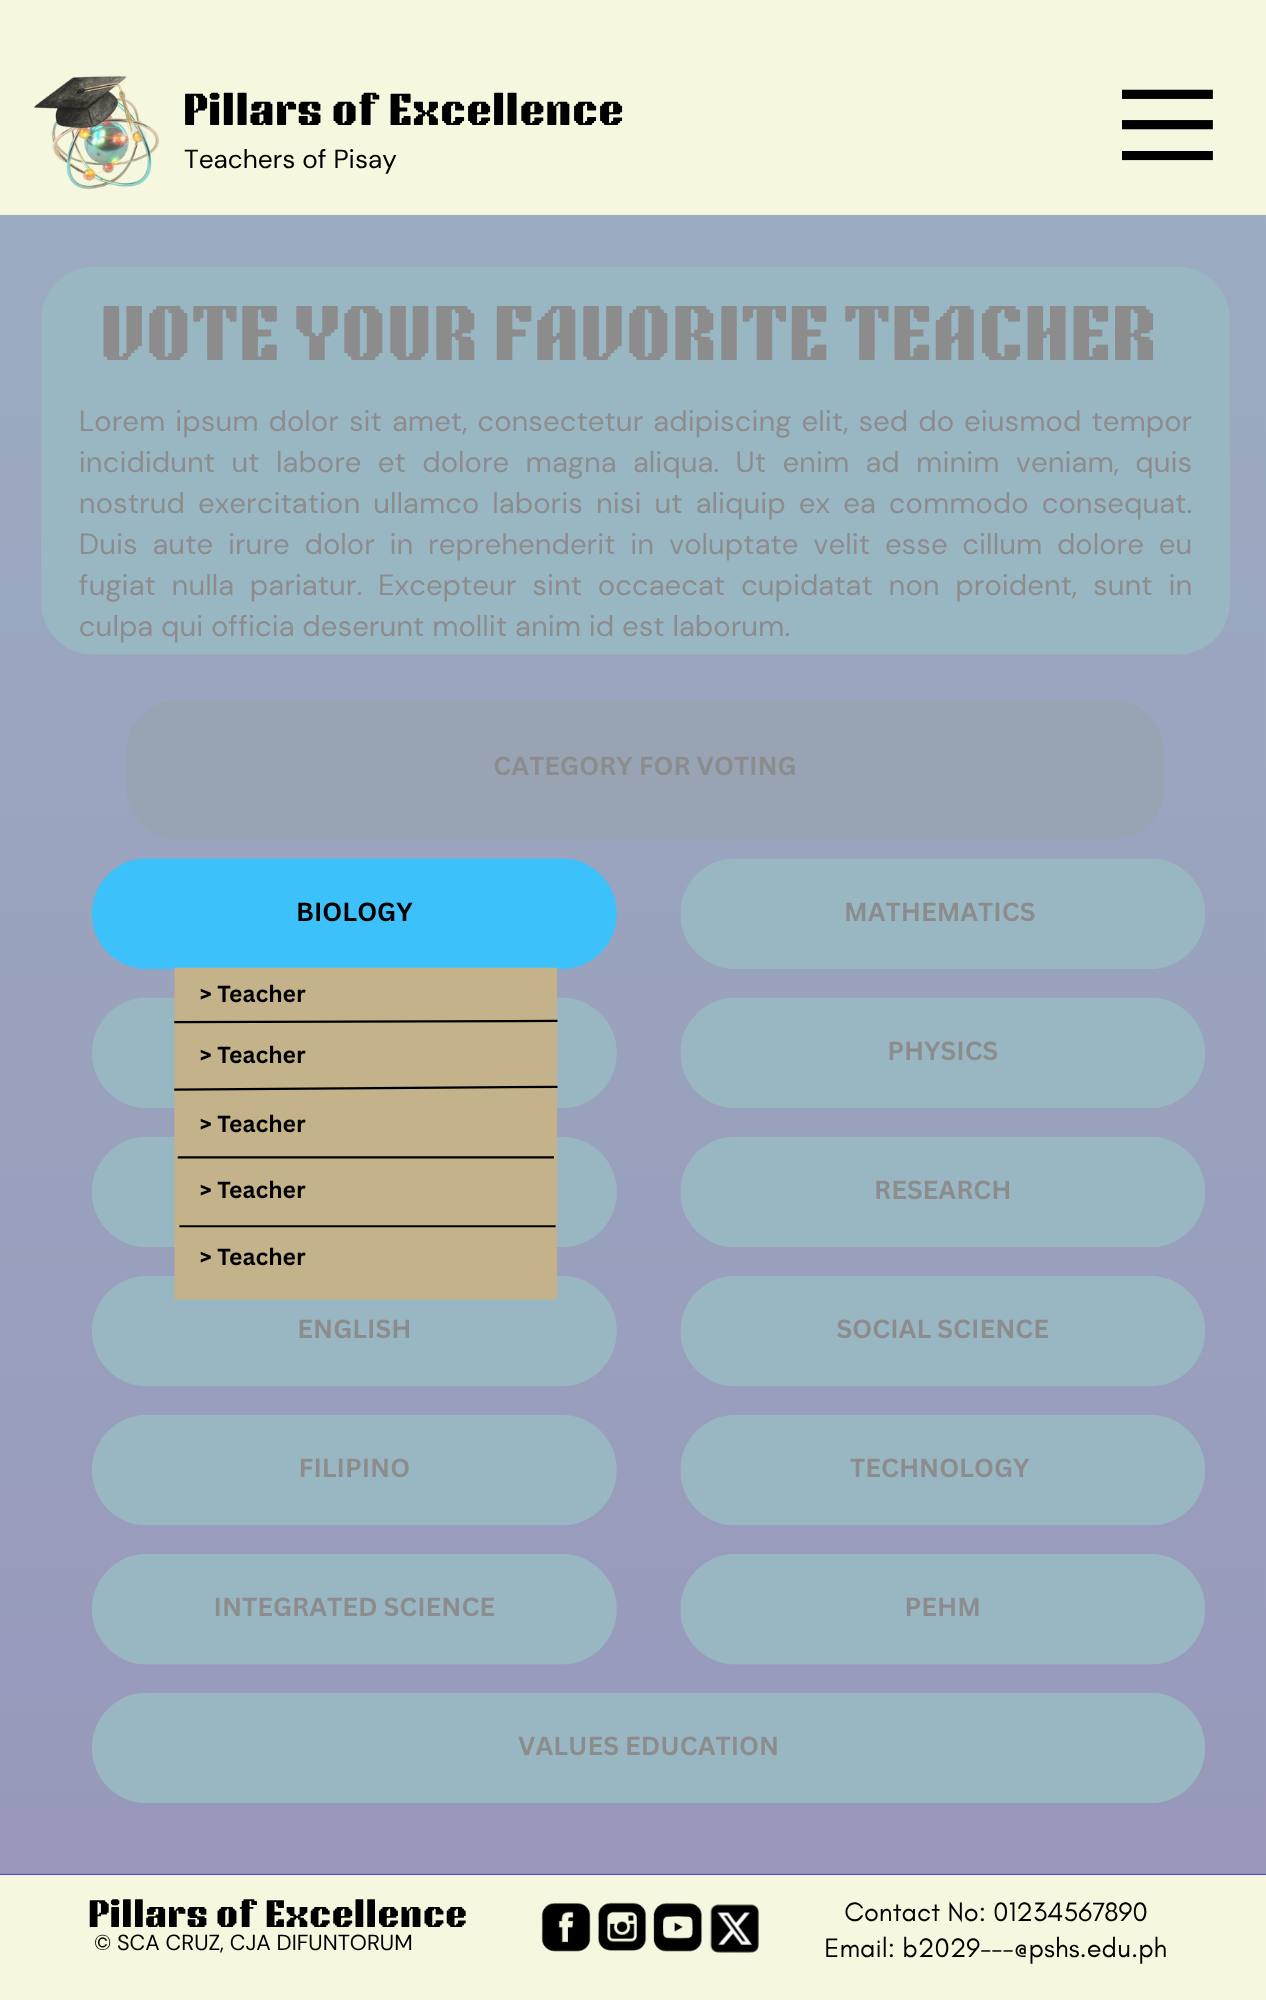 Pillars of Excellence
Teachers of Pisay
VOTE YOUR FAVORITE TEACHER
Lorem ipsum dolor sit amet, consectetur adipiscing elit, sed do eiusmod tempor
incididunt ut labore et dolore magna aliqua. Ut enim ad minim veniam, quis
nostrud exercitation ullamco laboris nisi ut aliquip ex ea commodo consequat.
Duis aute irure dolor in reprehenderit in voluptate velit esse cillum dolore eu
fugiat nulla pariatur. Excepteur sint occaecat cupidatat non proident, sunt in
culpa qui officia deserunt mollit anim id est laborum.
CATEGORY FOR VOTING
BIOLOGY
MATHEMATICS
> Teacher
> Teacher
PHYSICS
> Teacher
> Teacher
RESEARCH
> Teacher
ENGLISH
SOCIAL SCIENCE
FILIPINO
TECHNOLOGY
INTEGRATED SCIENCE
PEHM
VALUES EDUCATION
Pillars of Excellence
© SCA CRUZ, CJA DIFUNTORUM
Contact No: 01234567890
Email: b2029---@pshs.edu.ph